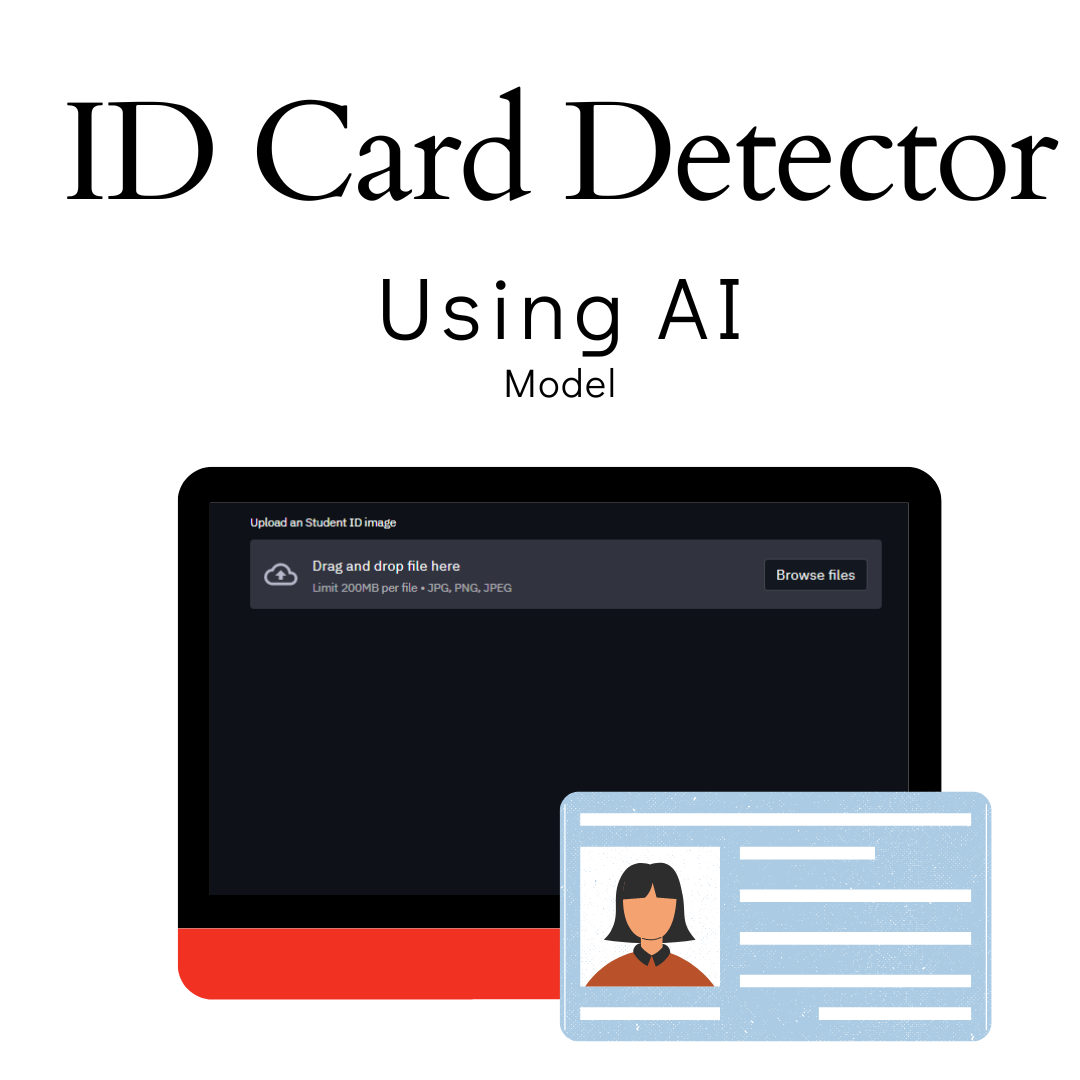 ID Card Detector
Using AI
Model
Upload an Student ID image
Drag and drop file here
Limit 200MB per file • JPG, PNG, JPEG
Browse files